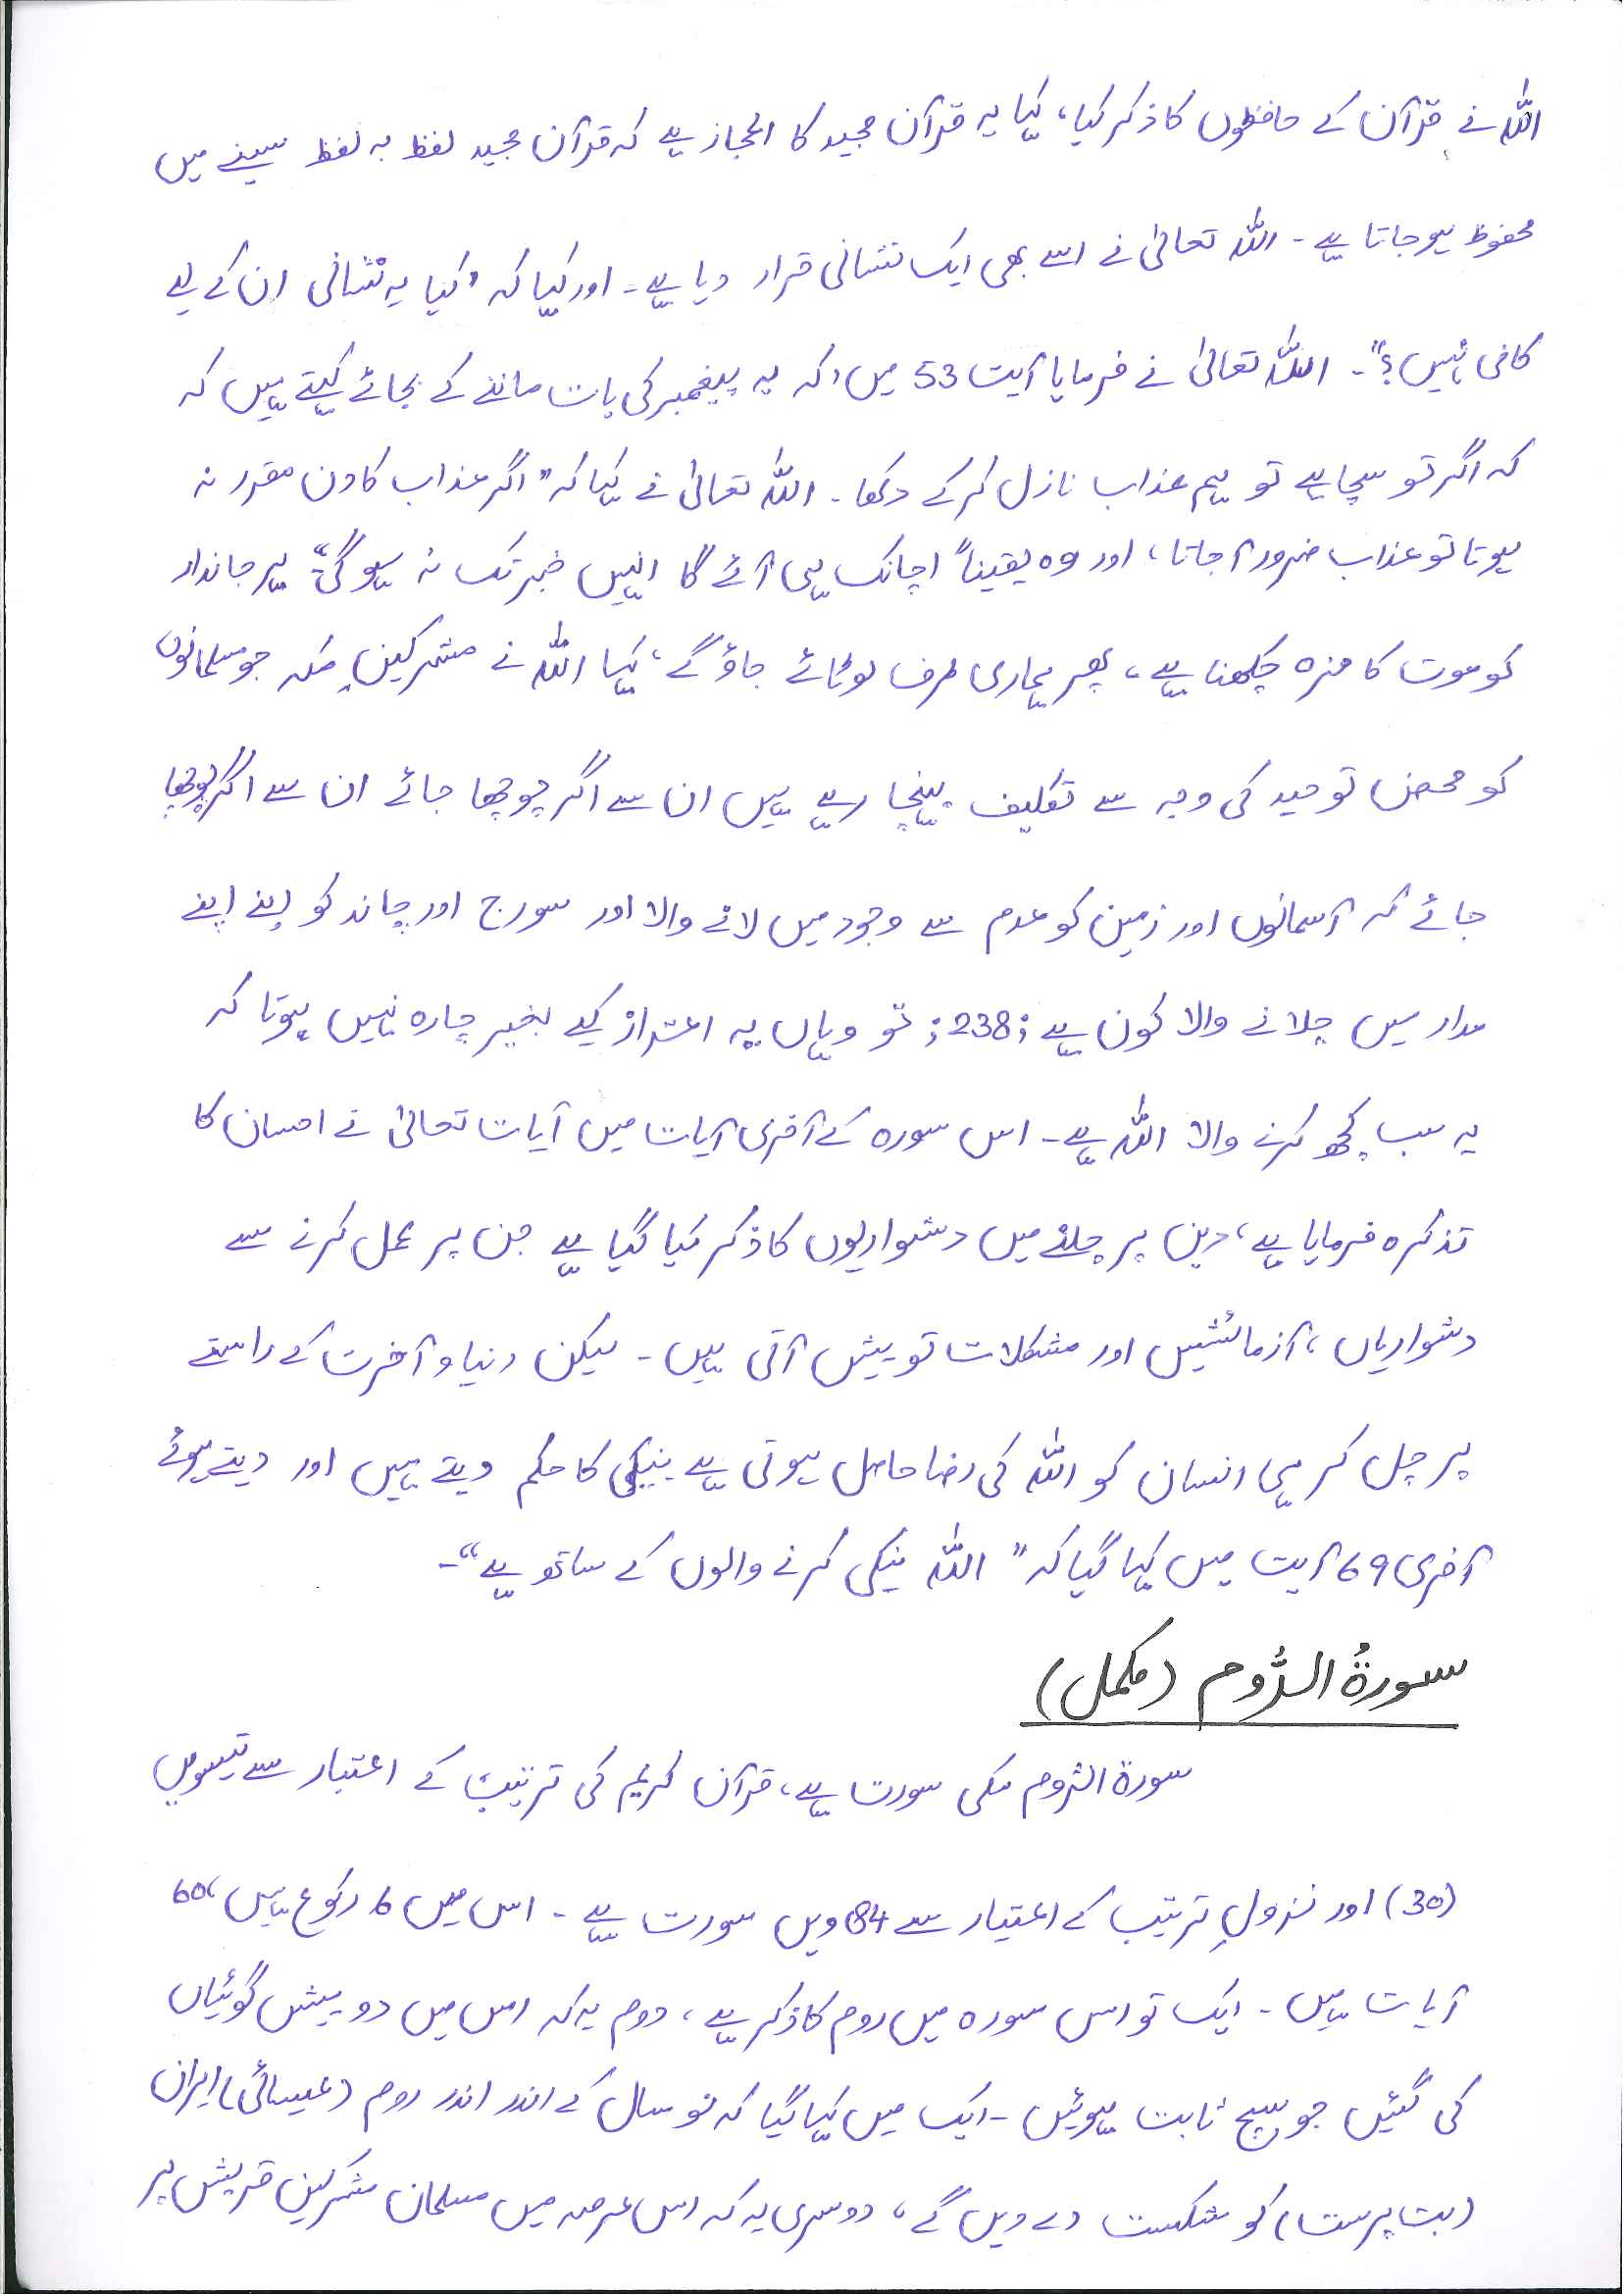 اللہ نے قرآن کے حافظوں کا ذکر کیا، کہا یہ قرآن مجید کا اعجاز ہے کہ قرآن مجید لفظ بہ لفظ سینے میں
محفوظ ہو جاتا ہے۔ اللہ تعالیٰ نے اسے بھی ایک نشانی قرار دیا ہے۔ اور کہا کہ "کیا یہ نشانی ان کے لیے
کافی نہیں؟"۔ اللہ تعالیٰ نے فرمایا آیت 53 میں، کہ یہ پیغمبر کی بات ماننے کے بجائے کہتے ہیں کہ
کہ اگر تو سچا ہے تو ہم عذاب نازل کر کے دکھا۔ اللہ تعالیٰ نے کہا کہ "اگر عذاب کا دن مقرر نہ
ہوتا تو عذاب ضرور آجاتا، اور وہ یقیناً اچانک ہی آئے گا انہیں خبر تک نہ ہو گی"۔ ہر جاندار
کو موت کا مزہ چکھنا ہے، پھر ہماری طرف لوٹائے جاؤ گے، کہا اللہ نے مشرکینِ مکہ جو مسلمانوں
کو محض توحید کی وجہ سے تکلیف پہنچا رہے ہیں ان سے اگر پوچھا جائے ان سے اگر پوچھا
جائے کہ آسمانوں اور زمین کو عدم سے وجود میں لانے والا اور سورج اور چاند کو اپنے اپنے
مدار میں چلانے والا کون ہے ;238; تو وہاں یہ اعتراف کیے بغیر چارہ نہیں ہوتا کہ
یہ سب کچھ کرنے والا اللہ ہے۔ اس سورہ کے آخری آیات میں آیات تعالیٰ نے احسان کا
تذکرہ فرمایا ہے، دین پر چلنے میں دشواریوں کا ذکر کیا گیا ہے جن پر عمل کرنے سے
دشواریاں، آزمائشیں اور مشکلات تو پیش آتی ہیں۔ لیکن دنیا و آخرت کے راستے
پر چل کر ہی انسان کو اللہ کی رضا حاصل ہوتی ہے نیکی کا حکم دیتے ہیں اور دیتے ہوئے
آخری 69 آیت میں کہا گیا کہ "اللہ نیکی کرنے والوں کے ساتھ ہے"۔
سورۃُ الرُّوم (مکمل)
سورۃ الرُّوم مکی سورت ہے، قرآن کریم کی ترتیب کے اعتبار سے تیسویں
(30) اور نزولِ ترتیب کے اعتبار سے 84 ویں سورت ہے۔ اس میں 6 رکوع ہیں، 60
آیات ہیں۔ ایک تو اس سورہ میں روم کا ذکر ہے، دوم یہ کہ اس میں دو پیش گوئیاں
کی گئیں جو سچ ثابت ہوئیں۔ ایک میں کہا گیا کہ نو سال کے اندر اندر روم (عیسائی) ایران
(بت پرست) کو شکست دے دیں گے، دوسری یہ کہ اس عرصہ میں مسلمان مشرکین قریش پر